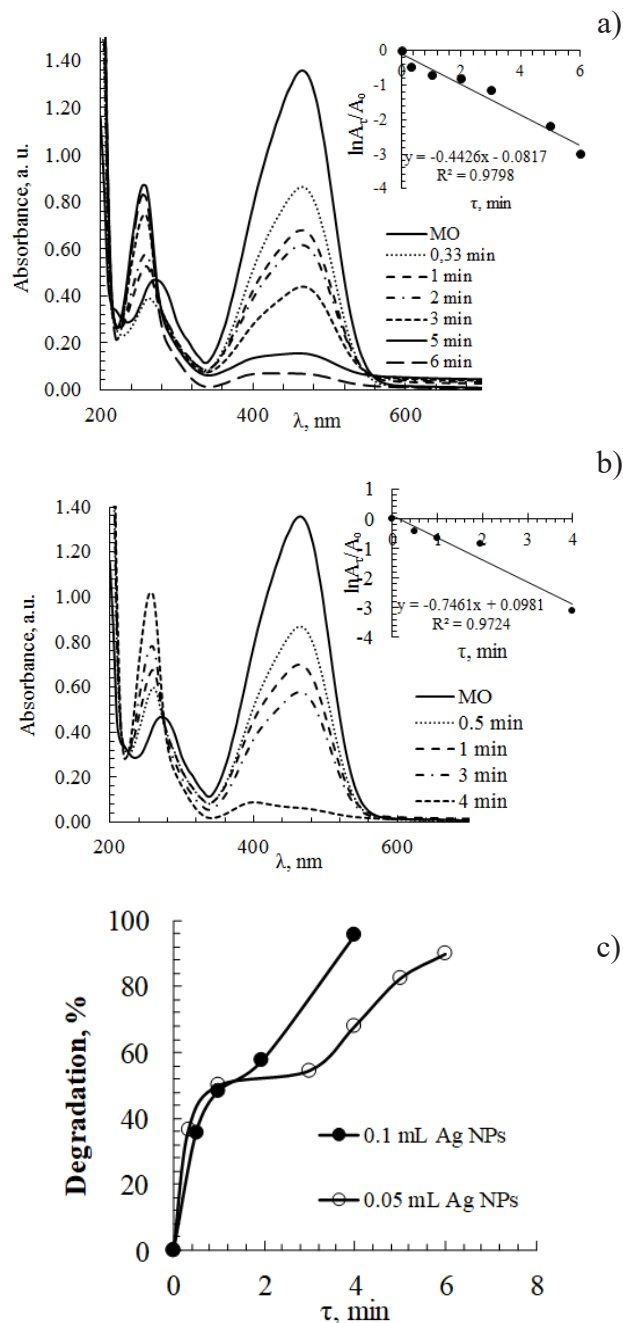 a)
1.40
1.20
1.00
0.80
0.60
0.40
0.20
0.00
Absorbance, a. u.
200
400
600
λ, nm
0
-1
-2
-3
-4
0
2
4
6
lnAτ/A₀
y = -0.4426x - 0.0817
R² = 0.9798
τ, min
MO
0,33 min
1 min
2 min
3 min
5 min
6 min
b)
1.40
1.20
1.00
0.80
0.60
0.40
0.20
0.00
Absorbance, a.u.
200
400
600
λ, nm
1
0
-1
-2
-3
-4
0
1
2
3
4
lnAτ/A₀
y = -0.7461x + 0.0981
R² = 0.9724
τ, min
MO
0.5 min
1 min
3 min
4 min
c)
100
80
60
40
20
0
Degradation, %
0
2
4
6
8
τ, min
0.1 mL Ag NPs
0.05 mL Ag NPs